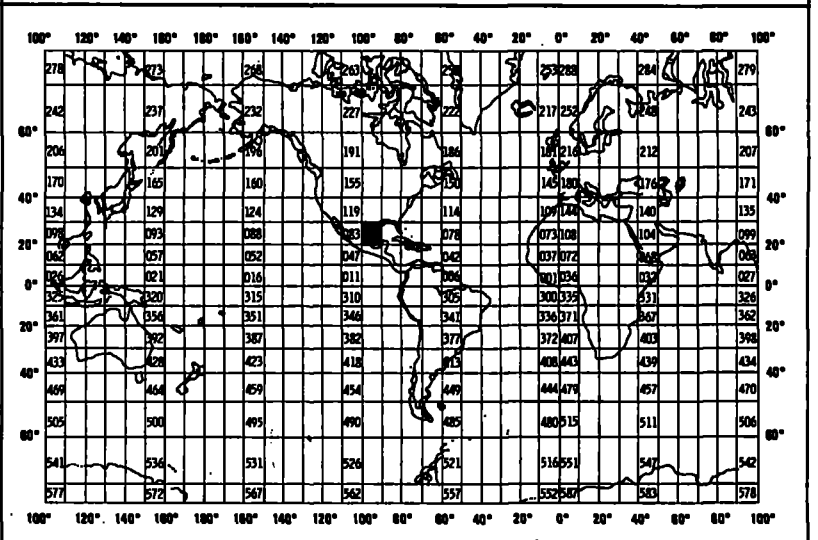 100° 120° 140° 160° 180° 160° 140° 120° 100° 80° 60° 40° 20° 0° 20° 40° 60° 80° 100°
278 273 268 263 258 253 288 284 279
242 237 232 227 222 217 252 248 243
60° 60°
206 201 196 191 186 181 216 212 207
170 165 160 155 150 145 180 176 171
40° 40°
134 129 124 119 114 109 144 140 135
098 093 088 083 078 073 108 104 099
20° 20°
062 057 052 047 042 037 072 068 063
026 021 016 011 006 001 036 032 027
0° 0°
325 320 315 310 305 300 335 331 326
361 356 351 346 341 336 371 367 362
20° 20°
397 392 387 382 377 372 407 403 398
433 428 423 418 413 408 443 439 434
40° 40°
469 464 459 454 449 444 479 457 470
505 500 495 490 485 480 515 511 506
60° 60°
541 536 531 526 521 516 551 547 542
577 572 567 562 557 552 587 583 578
100° 120° 140° 160° 180° 160° 140° 120° 100° 80° 60° 40° 20° 0° 20° 40° 60° 80° 100°